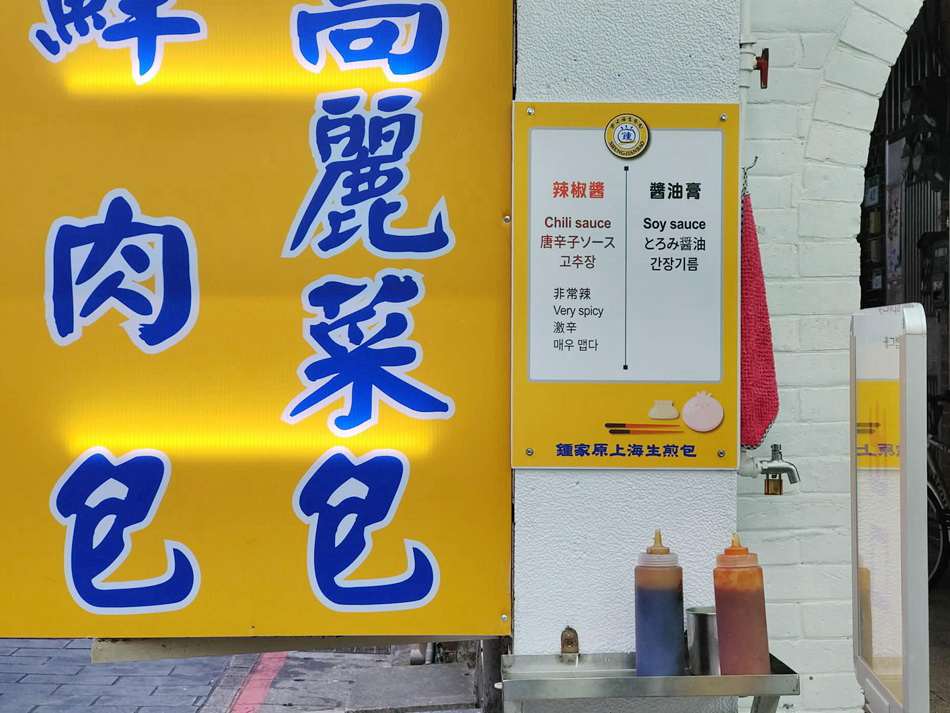 高麗菜包
鮮肉包
SHENGJIANBAO
辣椒醬
Chili sauce
唐辛子ソース
고추장
非常辣
Very spicy
激辛
매우 맵다
醬油膏
Soy sauce
とろみ醤油
간장기름
鍾家原上海生煎包